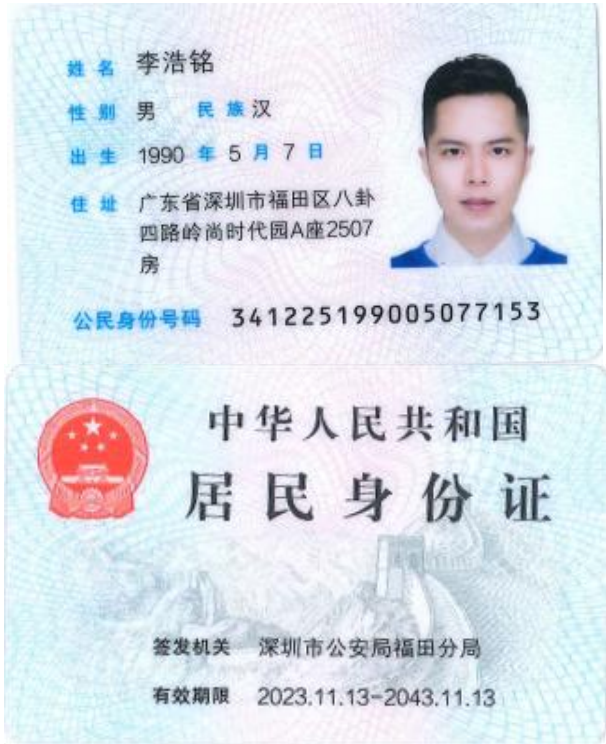 姓名 李浩铭
性别 男 民族 汉
出生 1990 年 5 月 7 日
住址 广东省深圳市福田区八卦
四路岭尚时代园A座2507
房
公民身份号码 341225199005077153
中华人民共和国
居民身份证
签发机关 深圳市公安局福田分局
有效期限 2023.11.13-2043.11.13